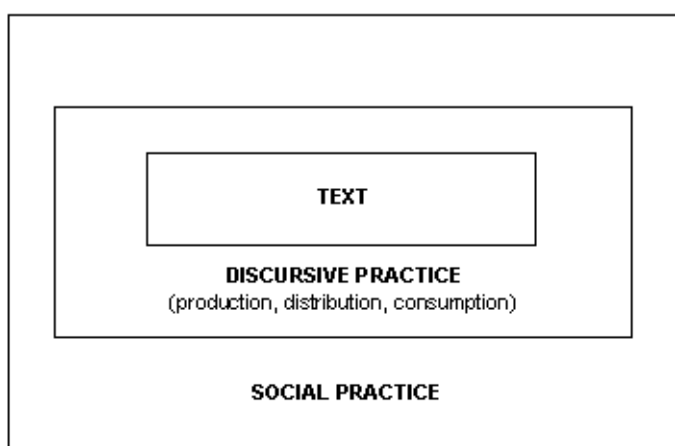 TEXT
DISCURSIVE PRACTICE
(production, distribution, consumption)
SOCIAL PRACTICE